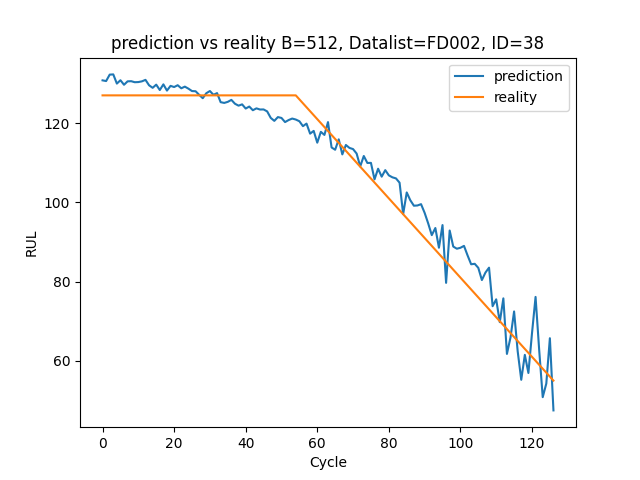 prediction vs reality B=512, Datalist=FD002, ID=38
prediction
reality
120
100
80
60
RUL
0 20 40 60 80 100 120
Cycle